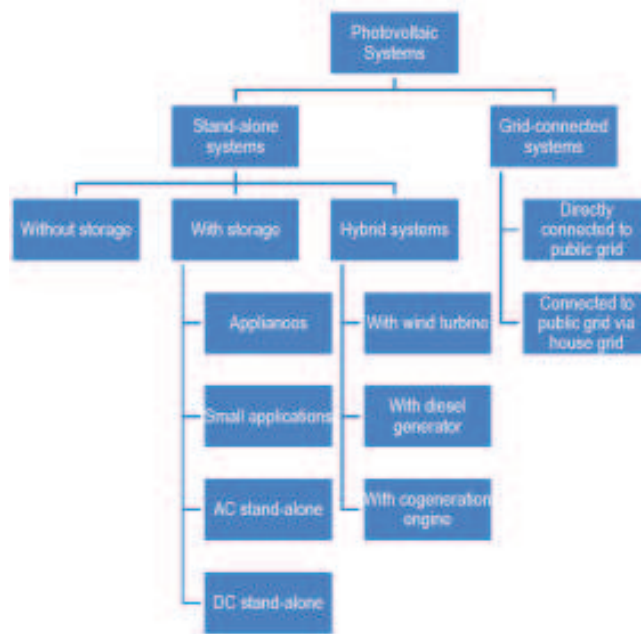 Photovoltaic
Systems
Stand-alone
systems
Grid-connected
systems
Without storage
With storage
Hybrid systems
Directly
connected to
public grid
Appliances
With wind turbine
Connected to
public grid via
house grid
Small applications
With diesel
generator
AC stand-alone
With cogeneration
engine
DC stand-alone